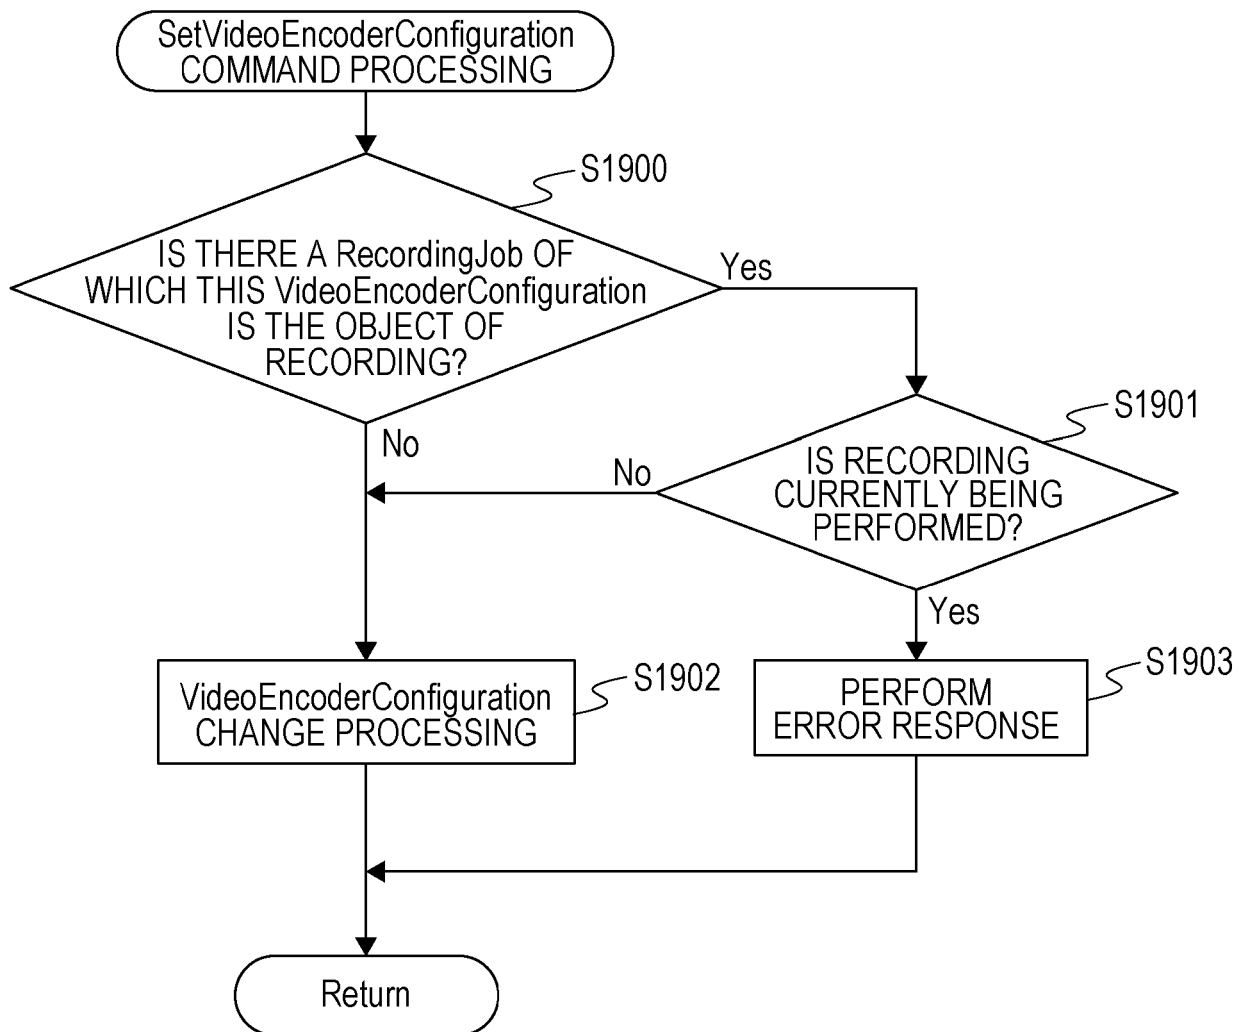 SetVideoEncoderConfiguration
COMMAND PROCESSING
S1900
IS THERE A RecordingJob OF
WHICH THIS VideoEncoderConfiguration
IS THE OBJECT OF
RECORDING?
Yes
No
S1901
IS RECORDING
CURRENTLY BEING
PERFORMED?
No
Yes
S1902
VideoEncoderConfiguration
CHANGE PROCESSING
S1903
PERFORM
ERROR RESPONSE
Return